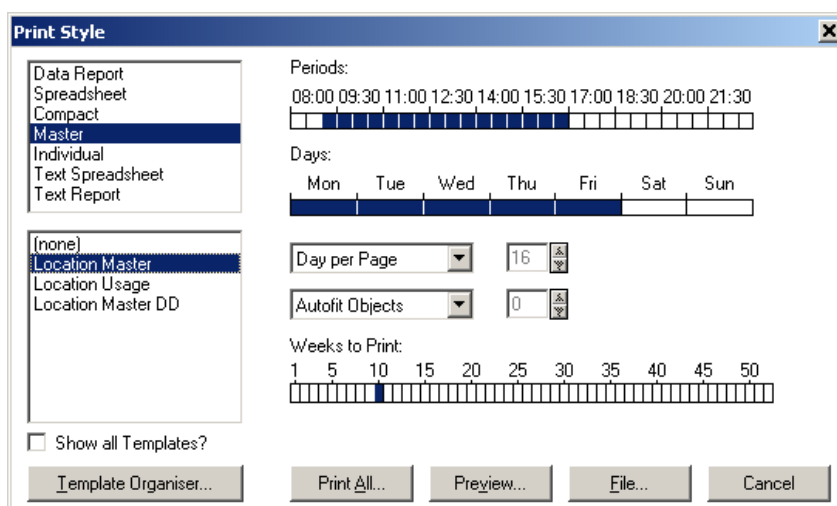 Print Style
Data Report
Spreadsheet
Compact
Master
Individual
Text Spreadsheet
Text Report
(none)
Location Master
Location Usage
Location Master DD
Show all Templates?
Template Organiser...
Periods:
08:00 09:30 11:00 12:30 14:00 15:30 17:00 18:30 20:00 21:30
Days:
Mon Tue Wed Thu Fri Sat Sun
Day per Page 16
Autofit Objects 0
Weeks to Print:
1 5 10 15 20 25 30 35 40 45 50
Print All... Preview... File... Cancel